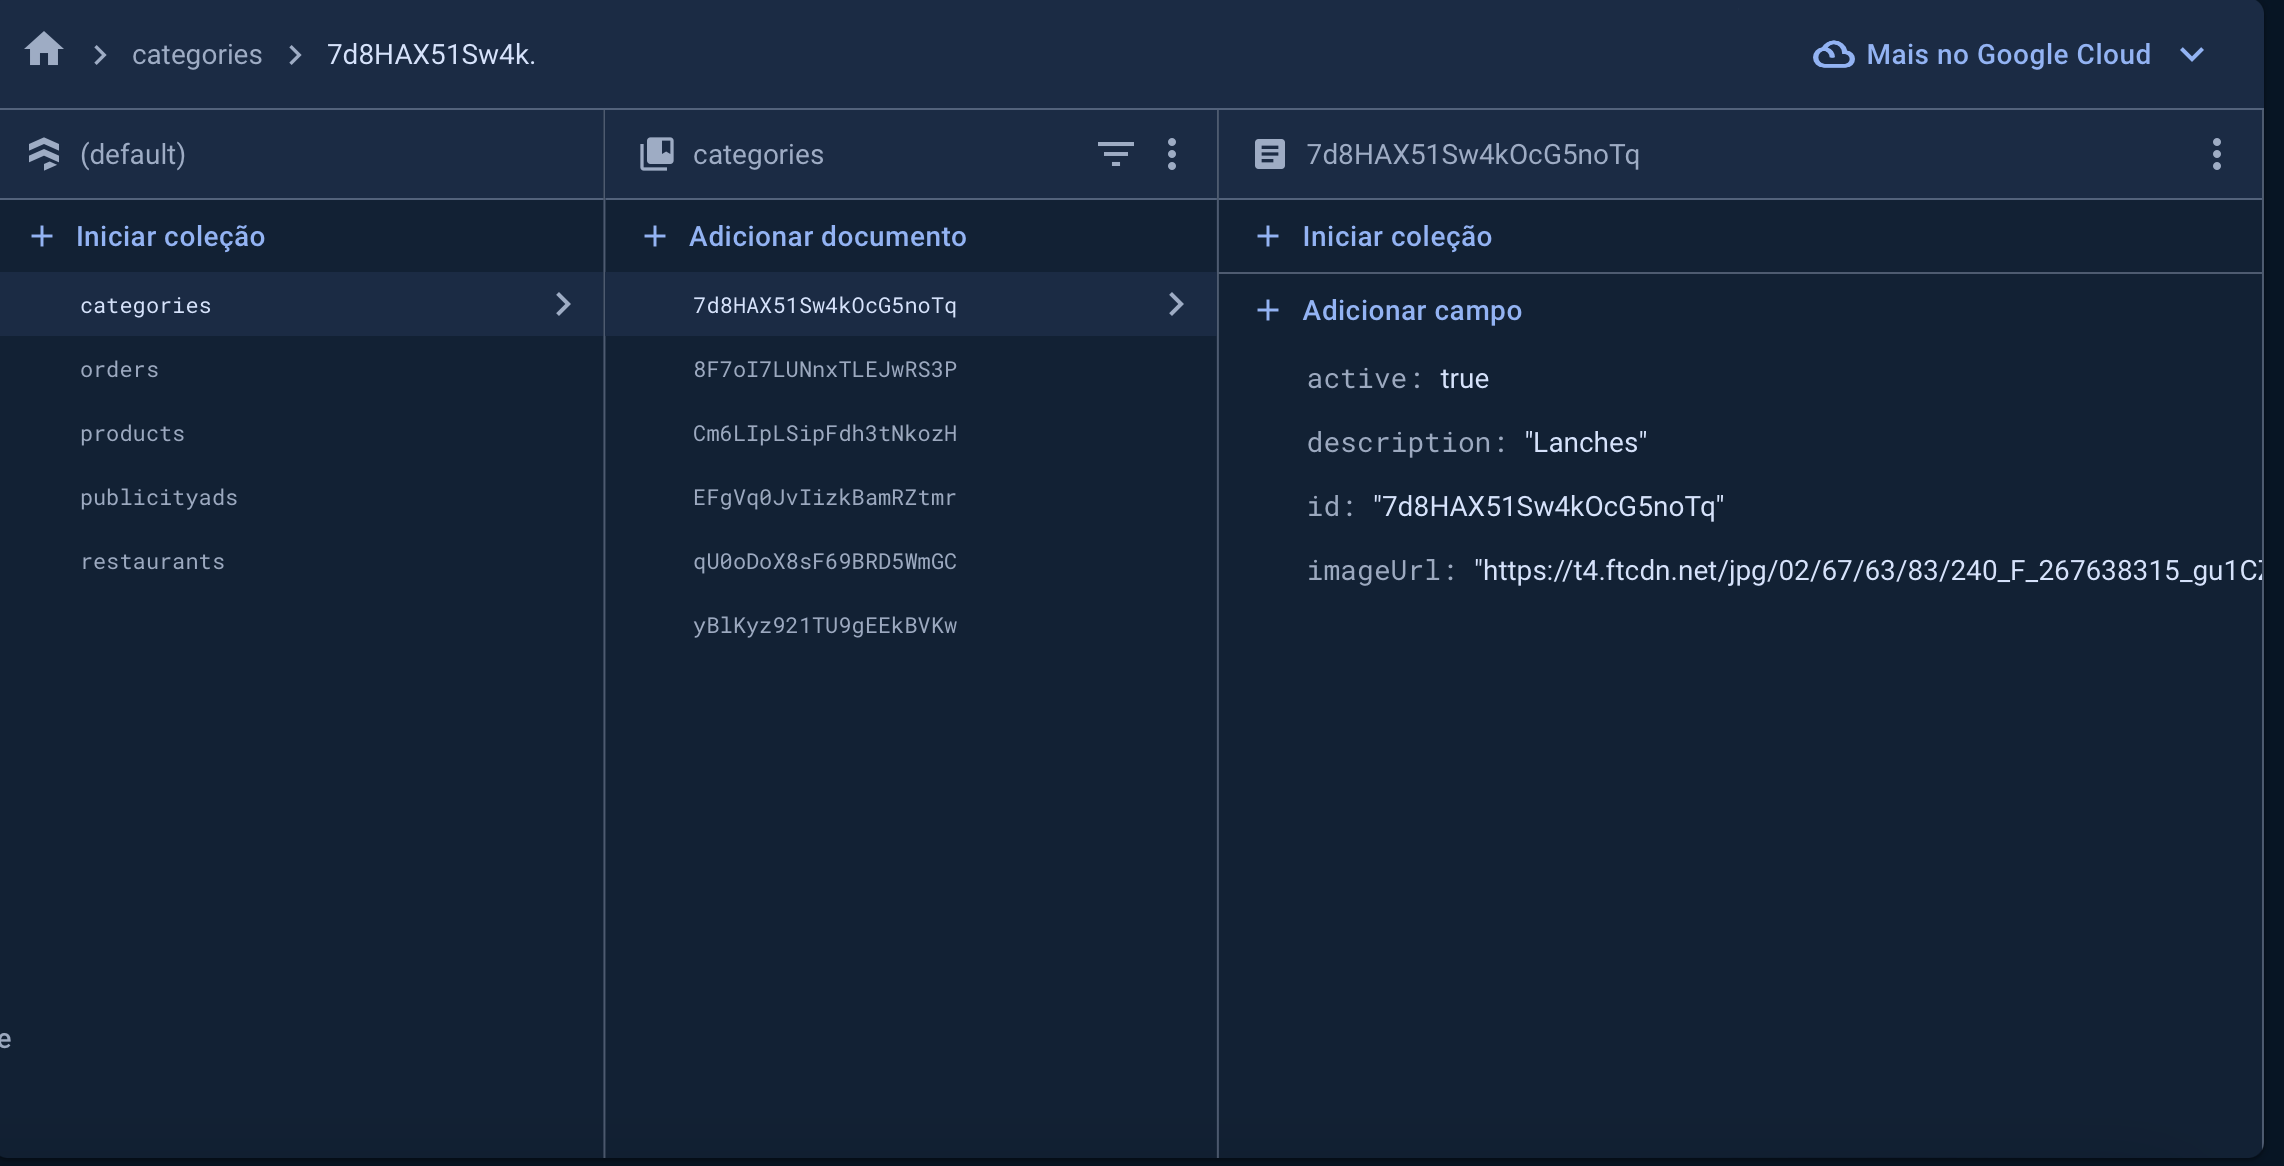 categories
7d8HAX51Sw4k.
Mais no Google Cloud
(default)
Iniciar coleção
categories
orders
products
publicityads
restaurants
e
categories
Adicionar documento
7d8HAX51Sw4kOcG5noTq
8F7oI7LUNnxTLEJwRS3P
Cm6LIpLSipFdh3tNkozH
EFgVq0JvIizkBamRZtmr
qU0oDoX8sF69BRD5WmGC
yBlKyz921TU9gEEkBVKw
7d8HAX51Sw4kOcG5noTq
Iniciar coleção
Adicionar campo
active: true
description: "Lanches"
id: "7d8HAX51Sw4kOcG5noTq"
imageUrl: "https://t4.ftcdn.net/jpg/02/67/63/83/240_F_267638315_gu1CZ